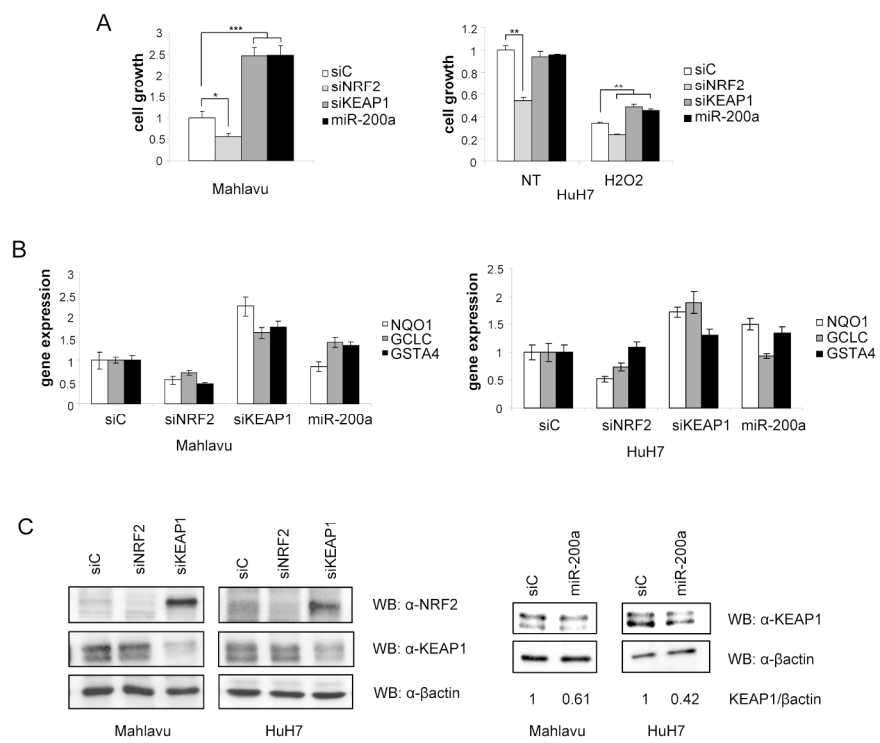 A
cell growth
3
2.5
2
1.5
1
0.5
0
***
*
siC
siNRF2
siKEAP1
miR-200a
Mahlavu
cell growth
1.2
1
0.8
0.6
0.4
0.2
0
**
**
siC
siNRF2
siKEAP1
miR-200a
NT
H2O2
HuH7
B
gene expression
3
2.5
2
1.5
1
0.5
0
NQO1
GCLC
GSTA4
siC
siNRF2
siKEAP1
miR-200a
Mahlavu
gene expression
2.5
2
1.5
1
0.5
0
NQO1
GCLC
GSTA4
siC
siNRF2
siKEAP1
miR-200a
HuH7
C
siC
siNRF2
siKEAP1
siC
siNRF2
siKEAP1
WB: α-NRF2
WB: α-KEAP1
WB: α-βactin
Mahlavu
HuH7
siC
miR-200a
siC
miR-200a
WB: α-KEAP1
WB: α-βactin
1 0.61 1 0.42 KEAP1/βactin
Mahlavu
HuH7